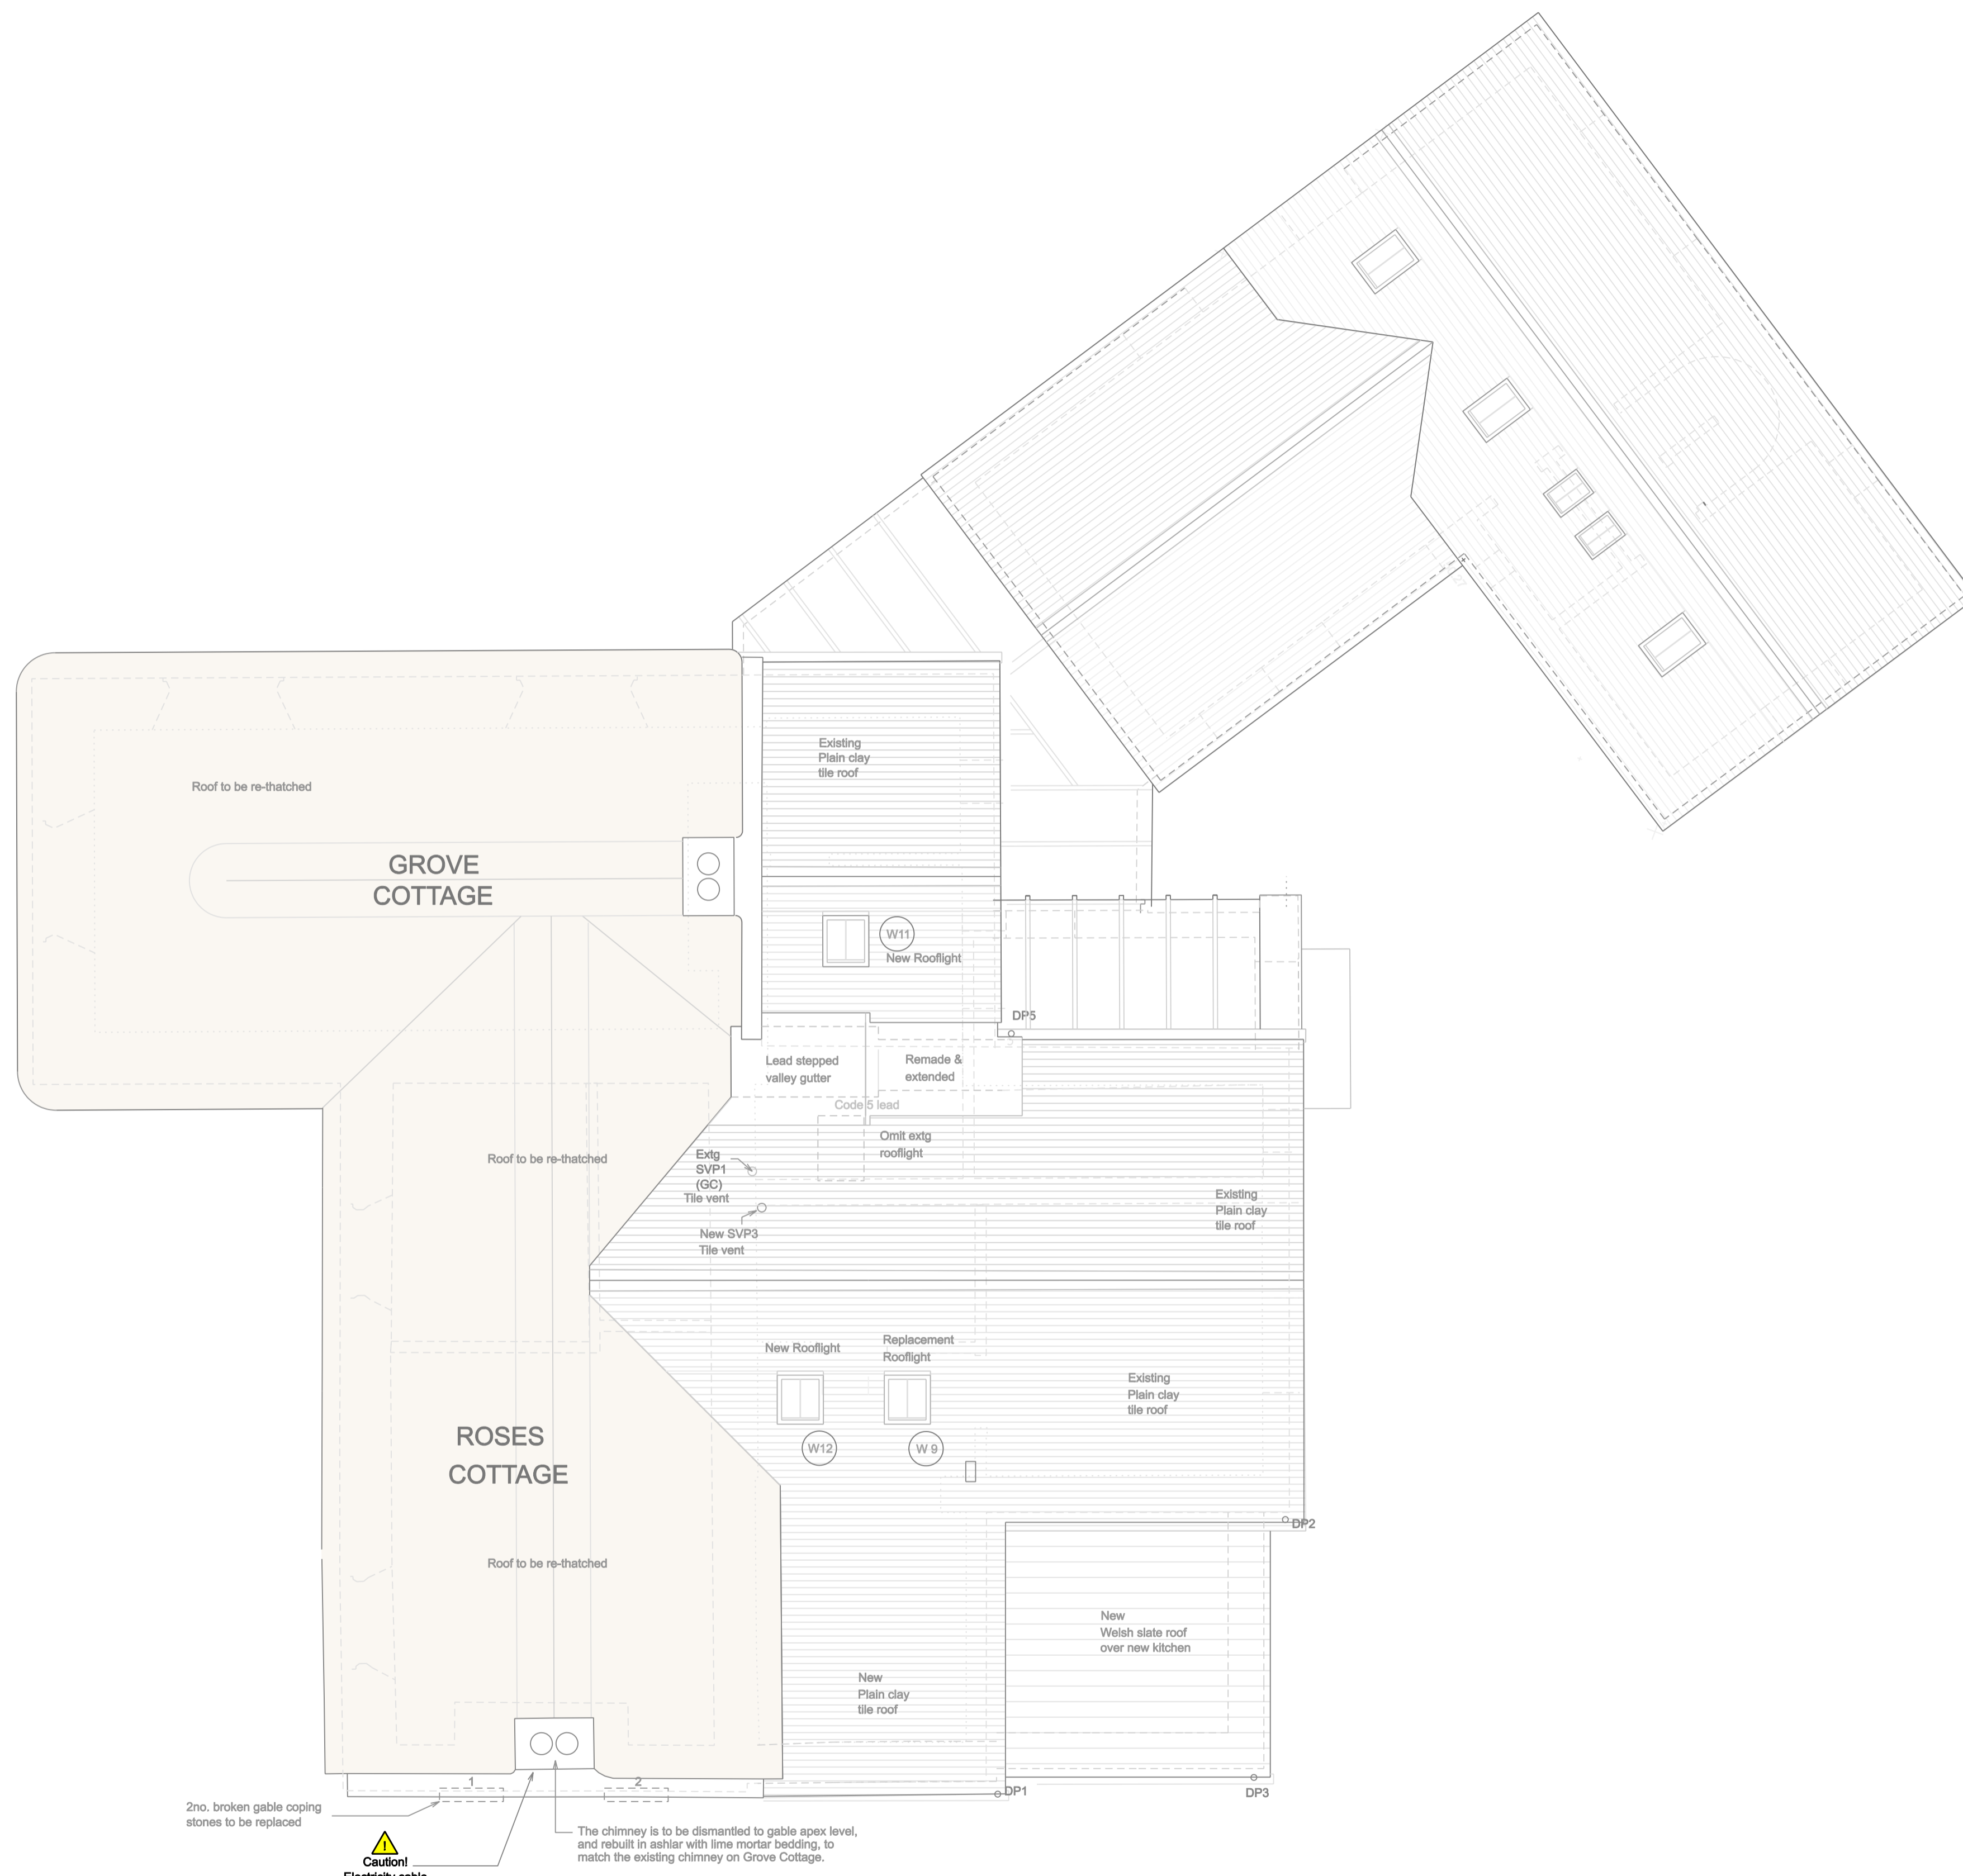 Existing
Plain clay
tile roof
Roof to be re-thatched
GROVE
COTTAGE
W11
New Rooflight
DP5
Lead stepped
valley gutter
Remade &
extended
Code 5 lead
Omit extg
rooflight
Extg
SVP1
(GC)
Tile vent
Roof to be re-thatched
Existing
Plain clay
tile roof
New SVP3
Tile vent
New Rooflight
Replacement
Rooflight
Existing
Plain clay
tile roof
W12
W 9
ROSES
COTTAGE
DP2
Roof to be re-thatched
New
Welsh slate roof
over new kitchen
New
Plain clay
tile roof
1
2
DP1
DP3
2no. broken gable coping
stones to be replaced
The chimney is to be dismantled to gable apex level,
and rebuilt in ashlar with lime mortar bedding, to
match the existing chimney on Grove Cottage.
!
Caution!
Electricity cable